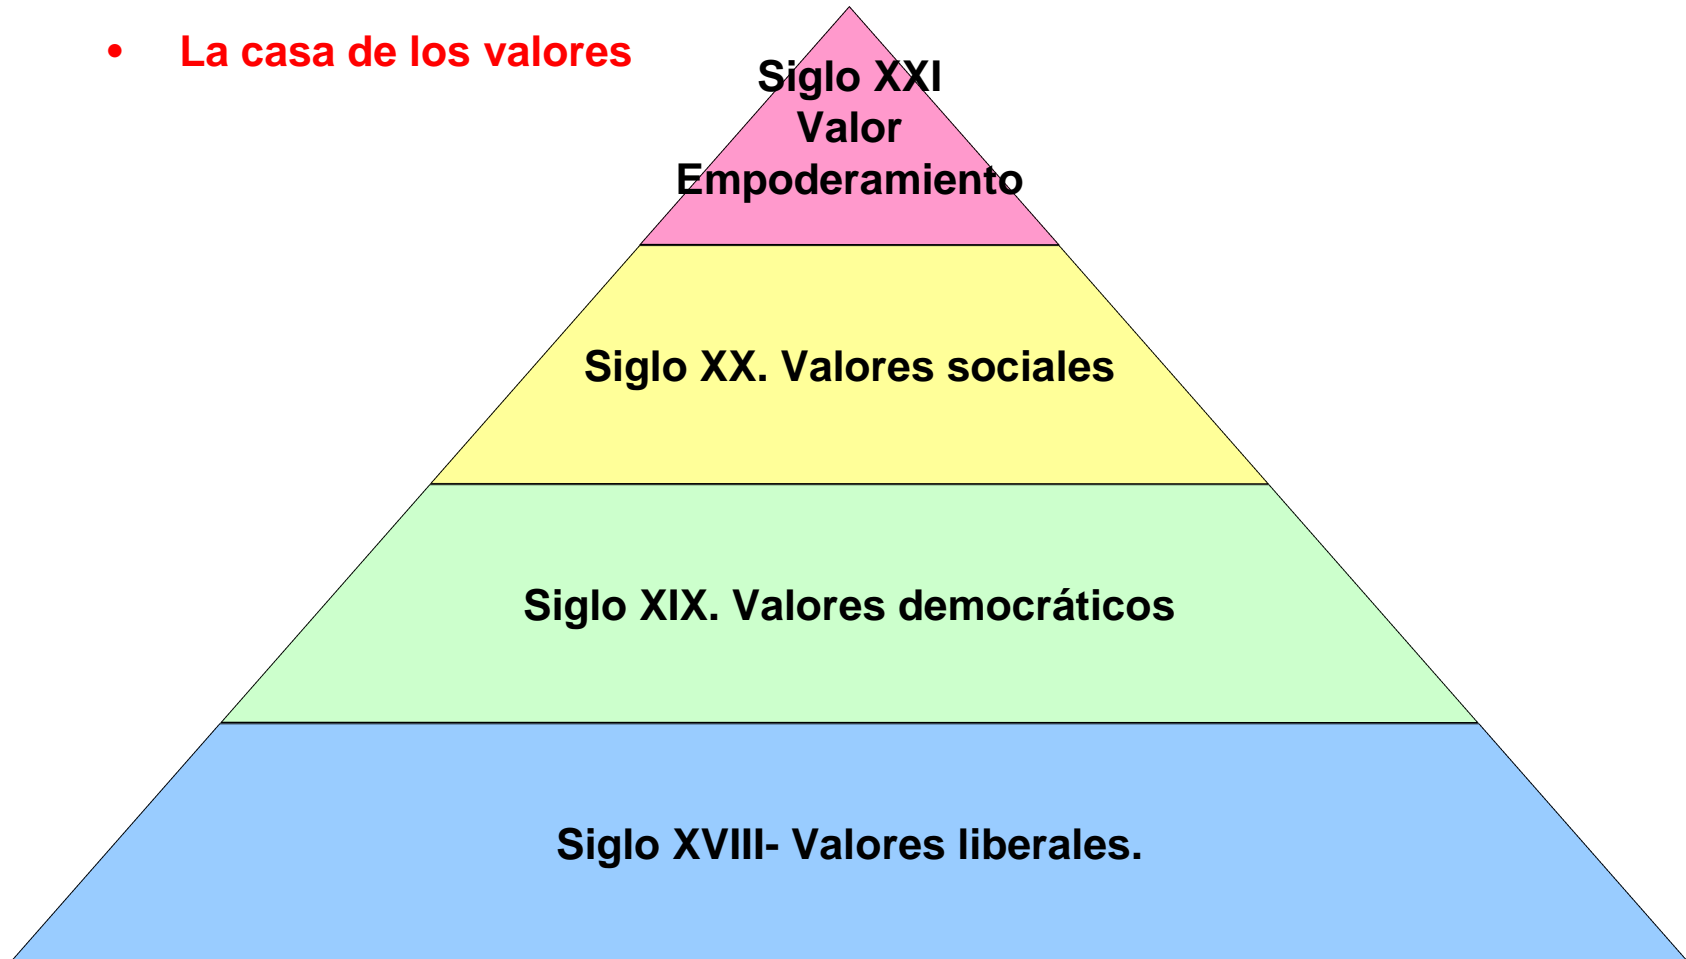 • La casa de los valores
Siglo XXI
Valor
Empoderamiento
Siglo XX. Valores sociales
Siglo XIX. Valores democráticos
Siglo XVIII- Valores liberales.